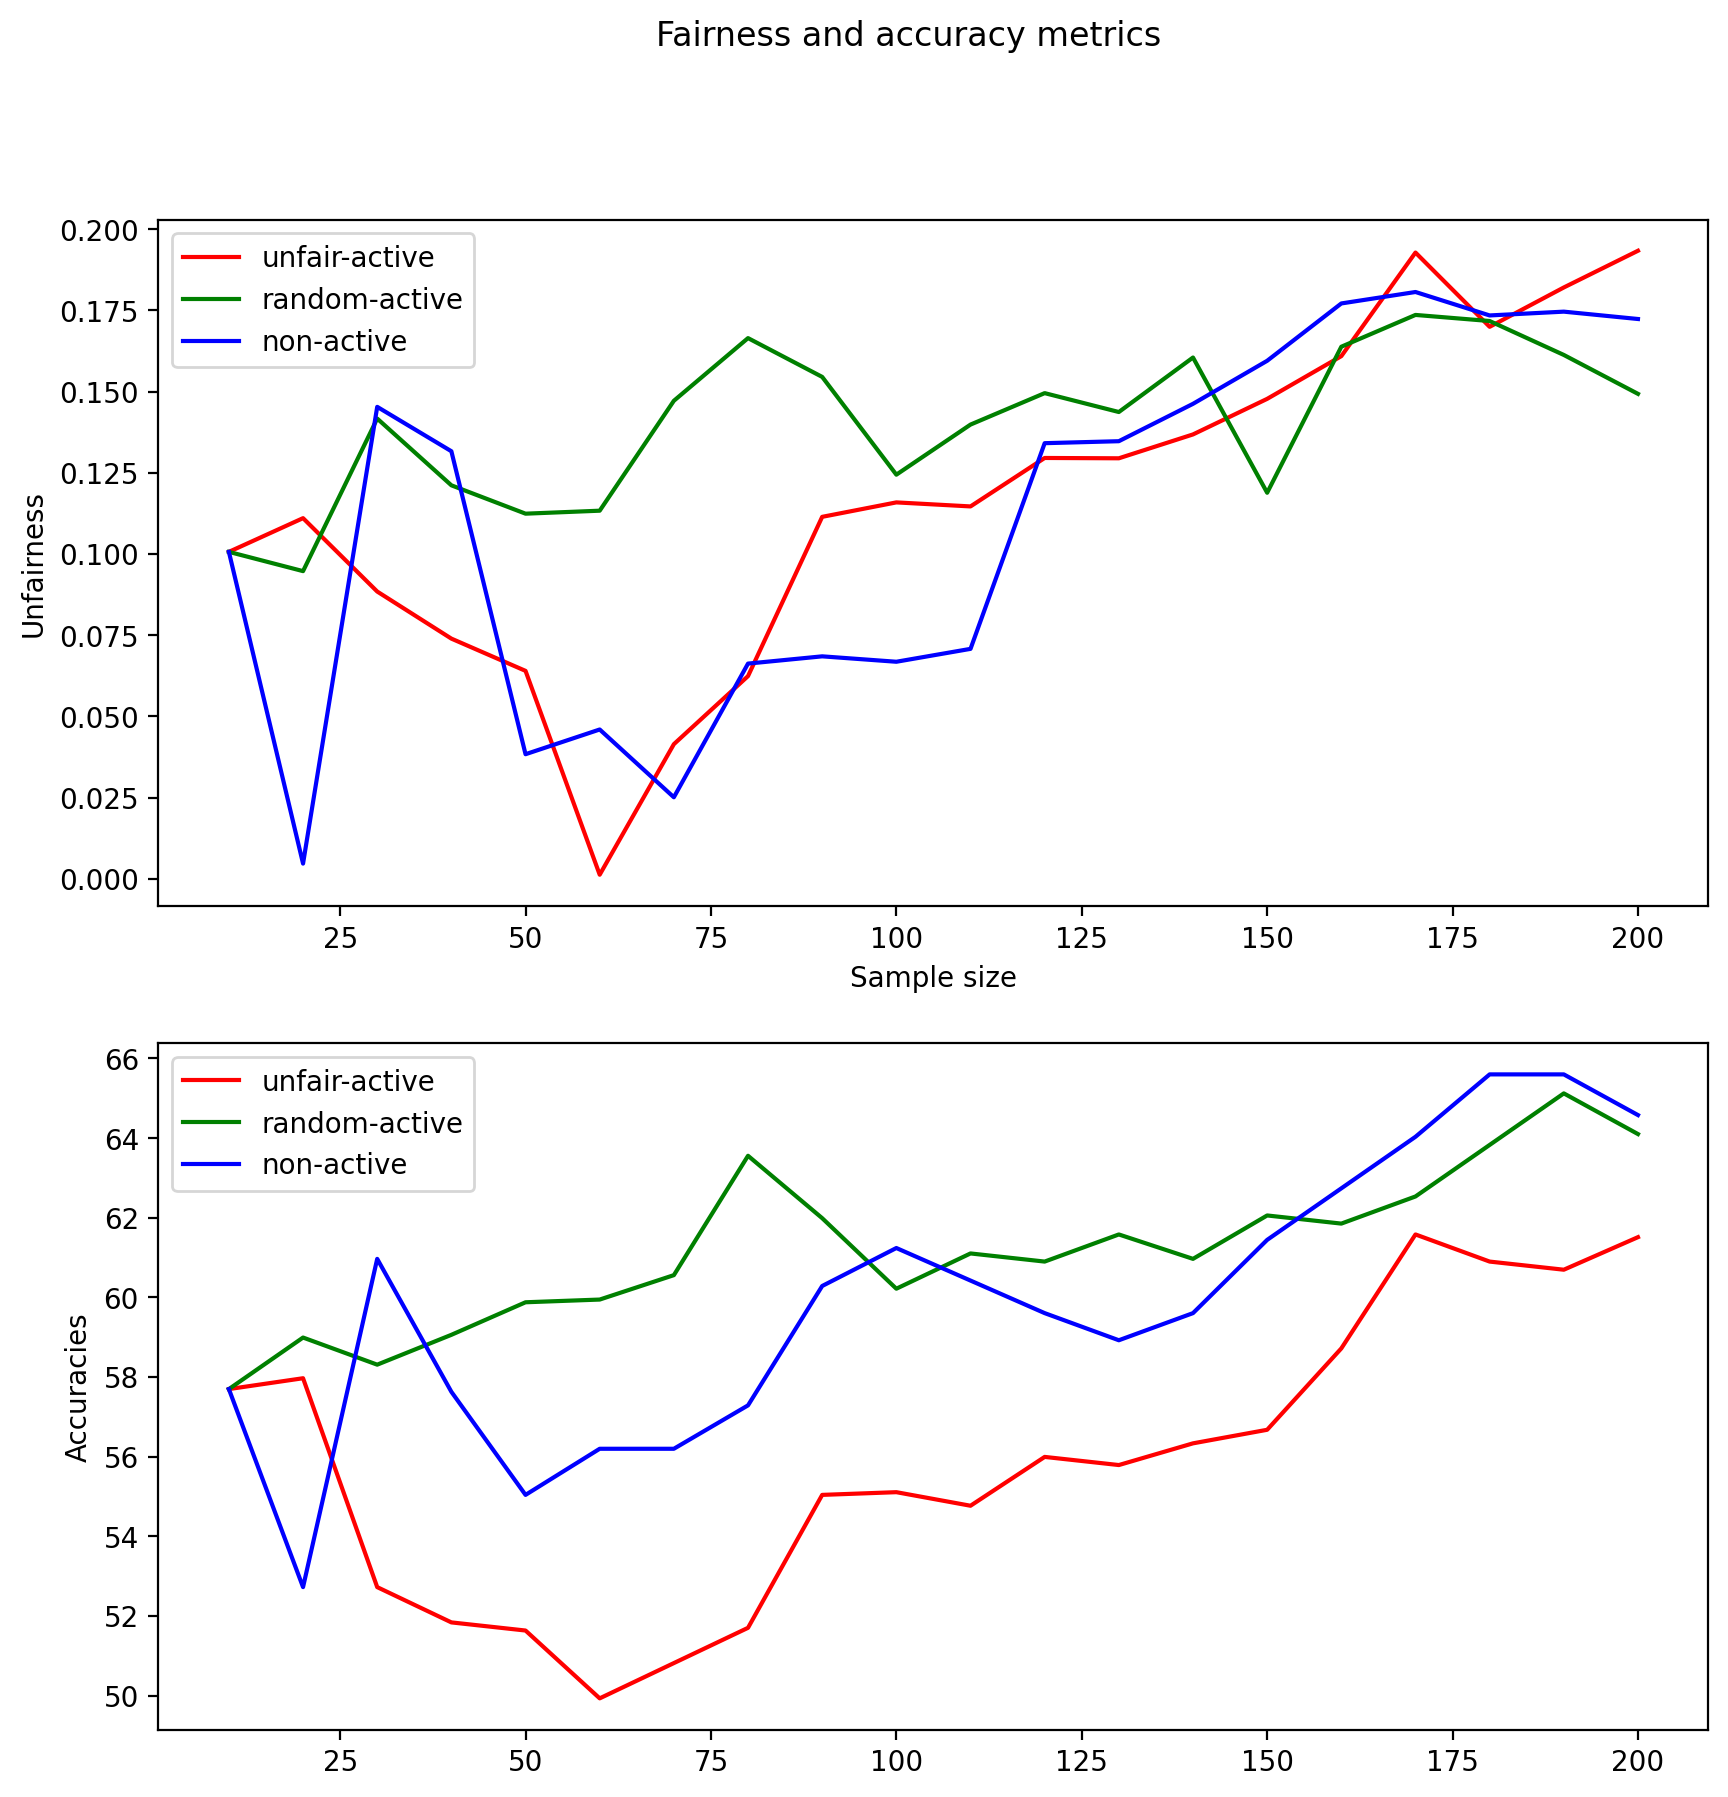 Fairness and accuracy metrics
0.200
0.175
0.150
0.125
0.100
0.075
0.050
0.025
0.000
Unfairness
unfair-active
random-active
non-active
25 50 75 100 125 150 175 200
Sample size
66
64
62
60
58
56
54
52
50
Accuracies
unfair-active
random-active
non-active
25 50 75 100 125 150 175 200